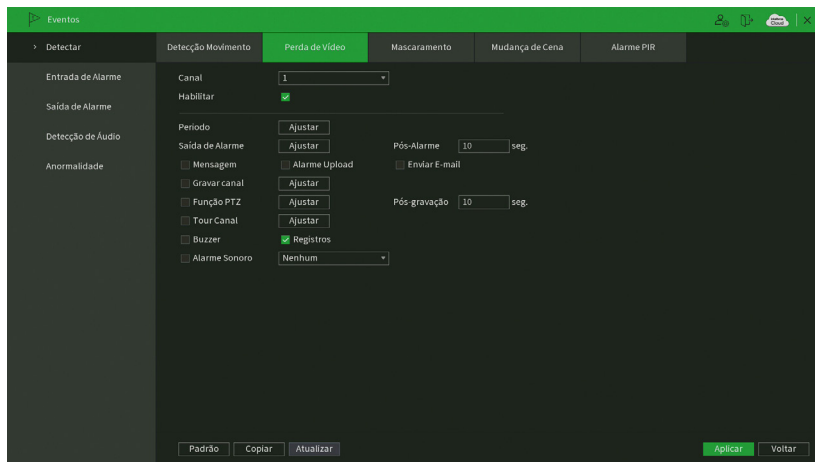 Eventos
Detectar
Entrada de Alarme
Saída de Alarme
Detecção de Áudio
Anormalidade
Detecção Movimento Perda de Vídeo Mascaramento Mudança de Cena Alarme PIR
Canal 1
Habilitar
Periodo Ajustar
Saída de Alarme Ajustar Pós-Alarme 10 seg.
Mensagem Alarme Upload Enviar E-mail
Gravar canal Ajustar
Função PTZ Ajustar Pós-gravação 10 seg.
Tour Canal Ajustar
Buzzer Registros
Alarme Sonoro Nenhum
Padrão Copiar Atualizar Aplicar Voltar